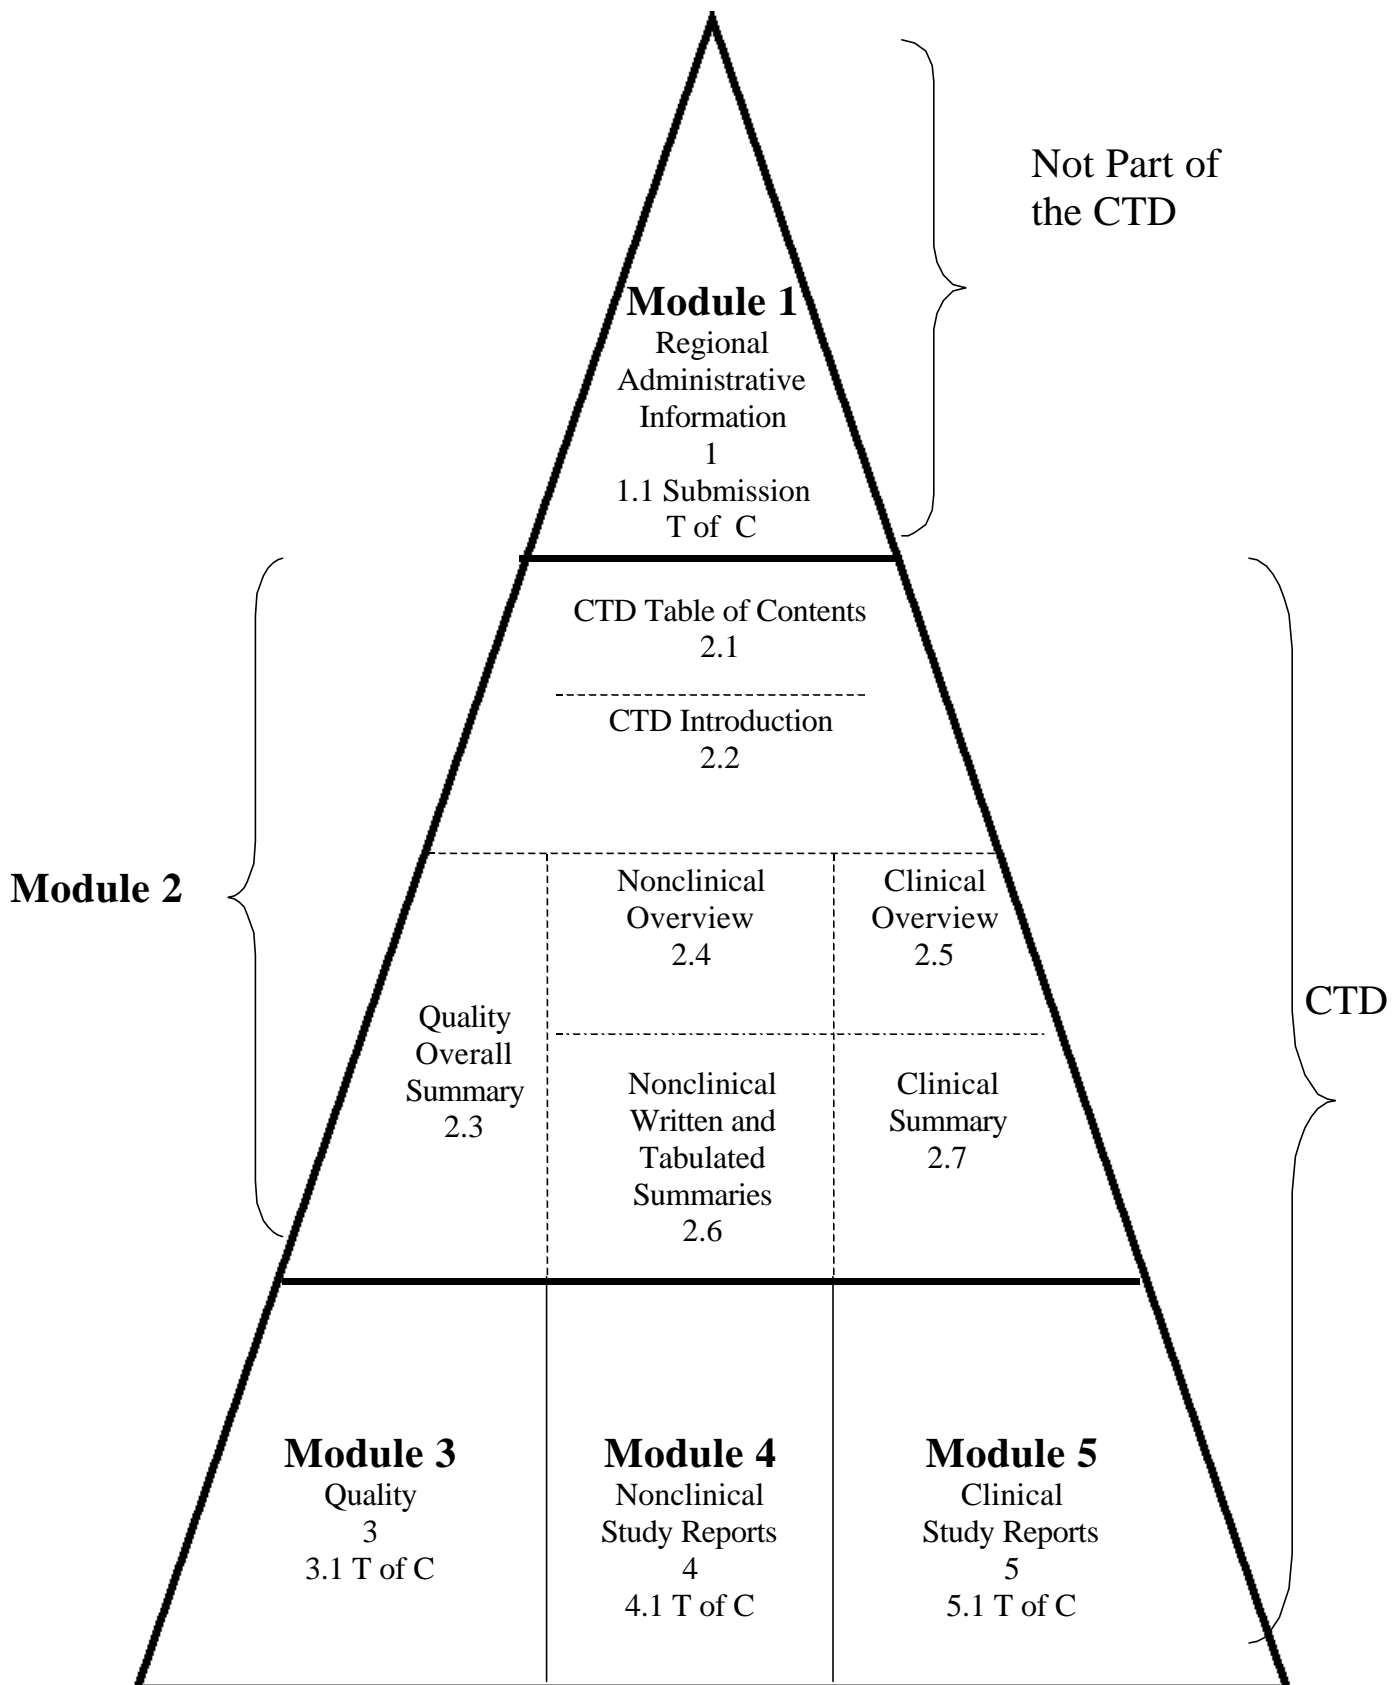 Not Part of
the CTD
Module 1
Regional
Administrative
Information
1
1.1 Submission
T of C
CTD Table of Contents
2.1
CTD Introduction
2.2
Module 2
Nonclinical
Overview
2.4
Clinical
Overview
2.5
CTD
Quality
Overall
Summary
2.3
Nonclinical
Written and
Tabulated
Summaries
2.6
Clinical
Summary
2.7
Module 3
Quality
3
3.1 T of C
Module 4
Nonclinical
Study Reports
4
4.1 T of C
Module 5
Clinical
Study Reports
5
5.1 T of C